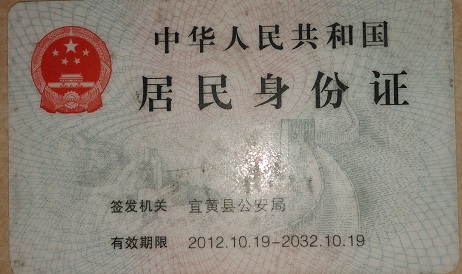 中华人民共和国
居民身份证
签发机关 宜黄县公安局
有效期限 2012.10.19-2032.10.19